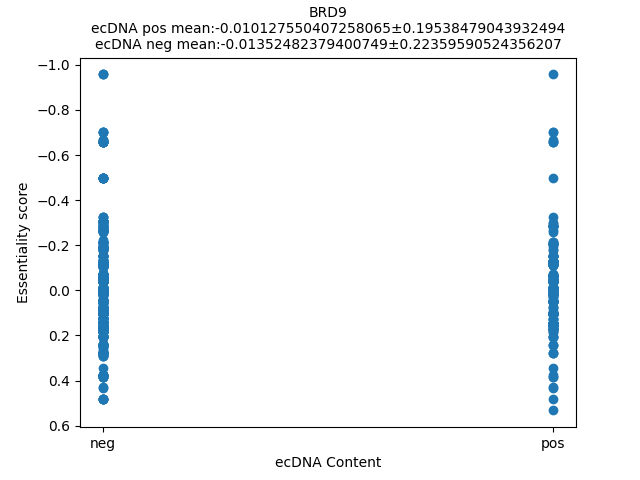 BRD9
ecDNA pos mean:-0.010127550407258065±0.19538479043932494
ecDNA neg mean:-0.01352482379400749±0.22359590524356207
−1.0
−0.8
−0.6
−0.4
−0.2
0.0
0.2
0.4
0.6
Essentiality score
neg
pos
ecDNA Content